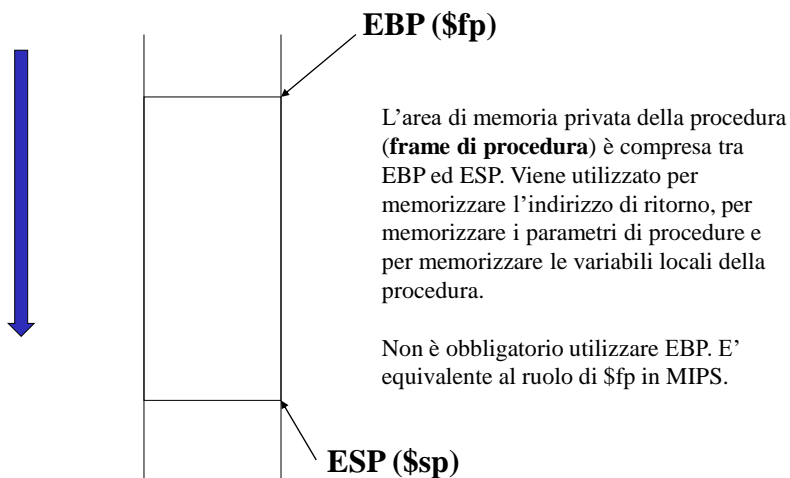 EBP ($fp)
L’area di memoria privata della procedura
(frame di procedura) è compresa tra
EBP ed ESP. Viene utilizzato per
memorizzare l’indirizzo di ritorno, per
memorizzare i parametri di procedure e
per memorizzare le variabili locali della
procedura.
Non è obbligatorio utilizzare EBP. E’
equivalente al ruolo di $fp in MIPS.
ESP ($sp)